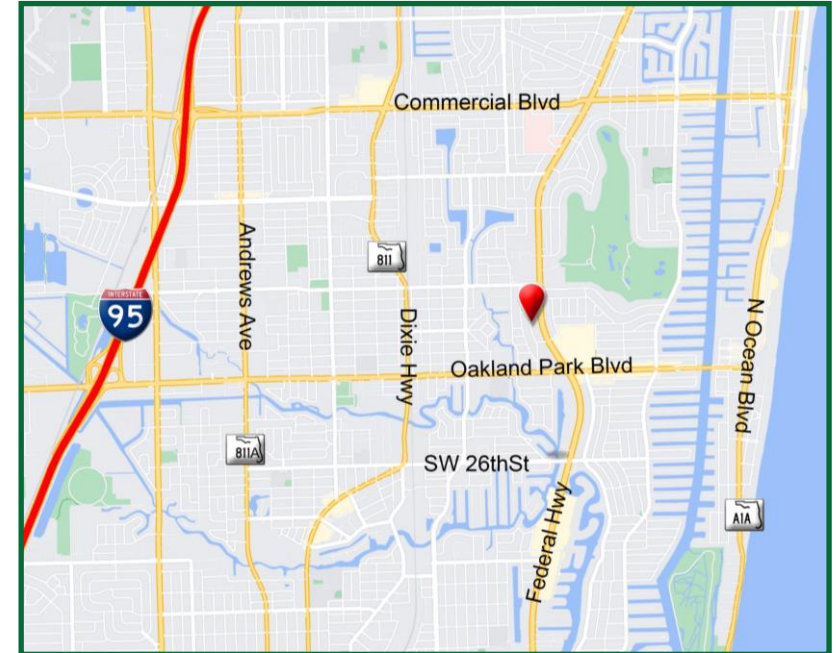 Commercial Blvd
Andrews Ave
811
INTERSTATE
95
Dixie Hwy
N Ocean Blvd
Oakland Park Blvd
811A
SW 26thSt
Federal Hwy
A1A